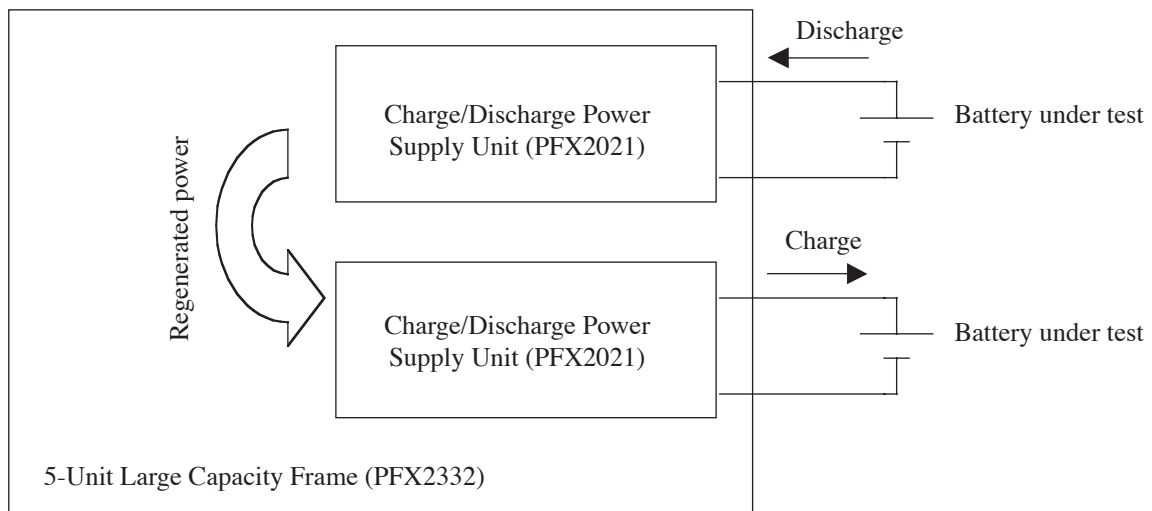 Discharge
Charge/Discharge Power
Supply Unit (PFX2021)
Battery under test
Regenerated power
Charge
Charge/Discharge Power
Supply Unit (PFX2021)
Battery under test
5-Unit Large Capacity Frame (PFX2332)